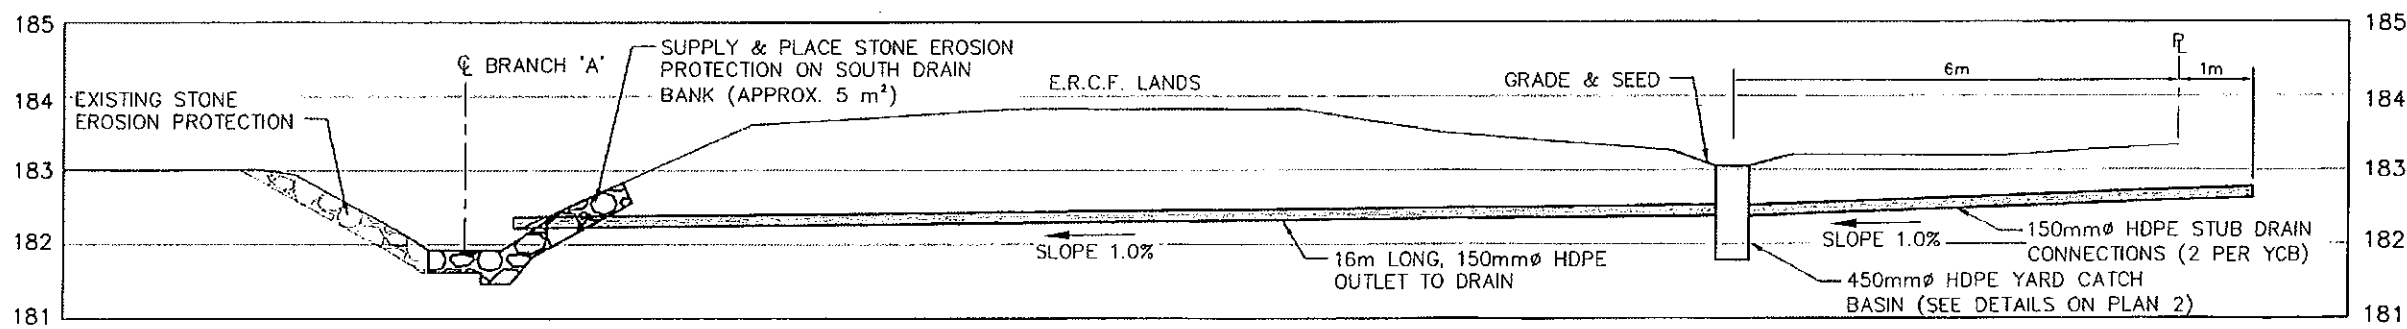 185
184
183
182
181
EXISTING STONE
EROSION PROTECTION
℄ BRANCH 'A'
SUPPLY & PLACE STONE EROSION
PROTECTION ON SOUTH DRAIN
BANK (APPROX. 5 m²)
E.R.C.F. LANDS
GRADE & SEED
6m
PL
1m
SLOPE 1.0%
16m LONG, 150mmø HDPE
OUTLET TO DRAIN
SLOPE 1.0%
150mmø HDPE STUB DRAIN
CONNECTIONS (2 PER YCB)
450mmø HDPE YARD CATCH
BASIN (SEE DETAILS ON PLAN 2)
185
184
183
182
181